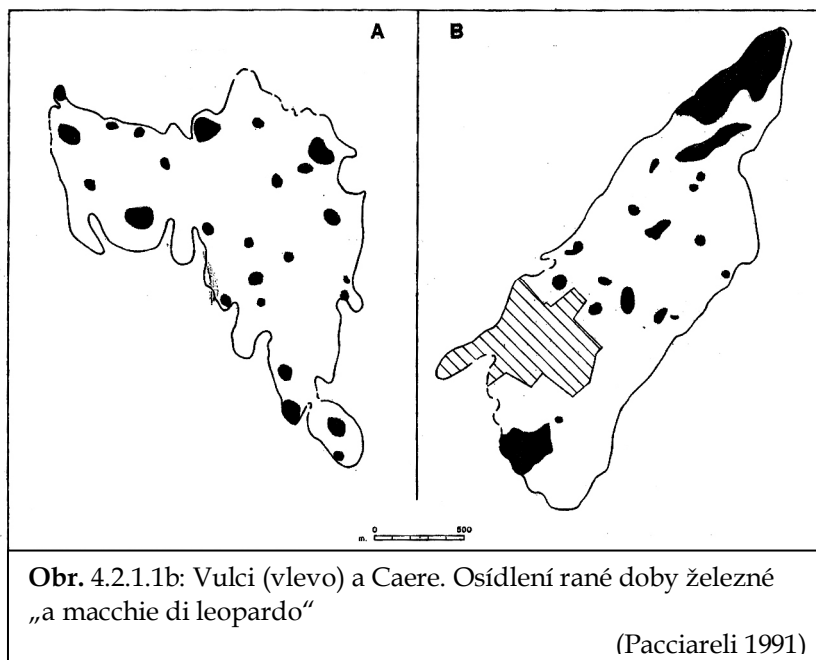 A
B
0
500
m.
Obr. 4.2.1.1b: Vulci (vlevo) a Caere. Osídlení rané doby železné
„a macchie di leopardo“
(Pacciareli 1991)